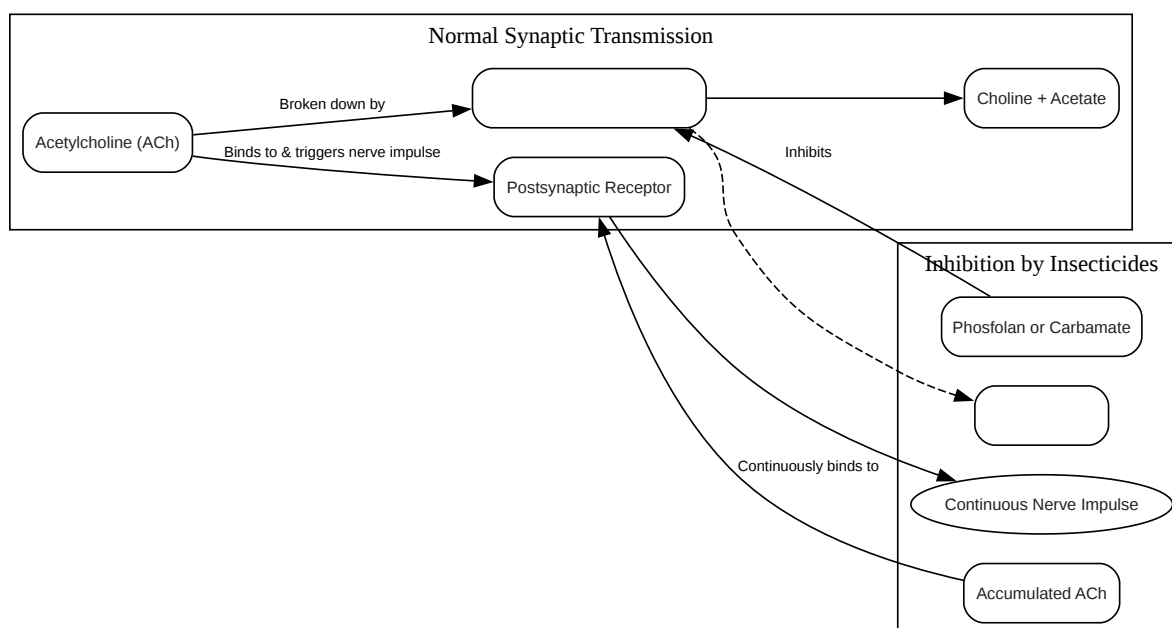 Normal Synaptic Transmission
Broken down by
Choline + Acetate
Acetylcholine (ACh)
Binds to & triggers nerve impulse
Inhibits
Postsynaptic Receptor
Inhibition by Insecticides
Phosfolan or Carbamate
Continuously binds to
Continuous Nerve Impulse
Accumulated ACh